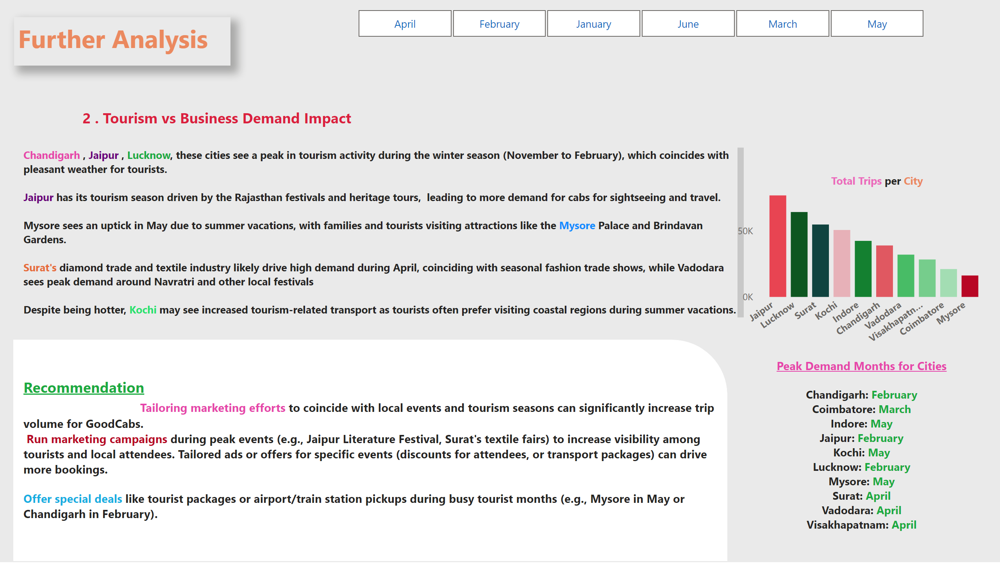 Further Analysis
April
February
January
June
March
May
2 . Tourism vs Business Demand Impact
Chandigarh , Jaipur , Lucknow, these cities see a peak in tourism activity during the winter season (November to February), which coincides with
pleasant weather for tourists.
Jaipur has its tourism season driven by the Rajasthan festivals and heritage tours,  leading to more demand for cabs for sightseeing and travel.
Mysore sees an uptick in May due to summer vacations, with families and tourists visiting attractions like the Mysore Palace and Brindavan
Gardens.
Surat's diamond trade and textile industry likely drive high demand during April, coinciding with seasonal fashion trade shows, while Vadodara
sees peak demand around Navratri and other local festivals
Despite being hotter, Kochi may see increased tourism-related transport as tourists often prefer visiting coastal regions during summer vacations.
Total Trips per City
50K
0K
Jaipur
Lucknow
Surat
Kochi
Indore
Chandigarh
Vadodara
Visakhapatn...
Coimbatore
Mysore
Recommendation
Tailoring marketing efforts to coincide with local events and tourism seasons can significantly increase trip
volume for GoodCabs.
Run marketing campaigns during peak events (e.g., Jaipur Literature Festival, Surat's textile fairs) to increase visibility among
tourists and local attendees. Tailored ads or offers for specific events (discounts for attendees, or transport packages) can drive
more bookings.
Offer special deals like tourist packages or airport/train station pickups during busy tourist months (e.g., Mysore in May or
Chandigarh in February).
Peak Demand Months for Cities
Chandigarh: February
Coimbatore: March
Indore: May
Jaipur: February
Kochi: May
Lucknow: February
Mysore: May
Surat: April
Vadodara: April
Visakhapatnam: April